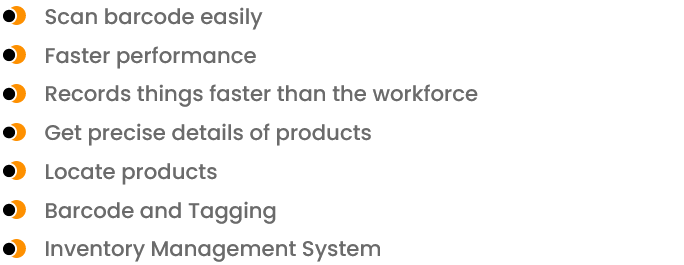 Scan barcode easily
Faster performance
Records things faster than the workforce
Get precise details of products
Locate products
Barcode and Tagging
Inventory Management System